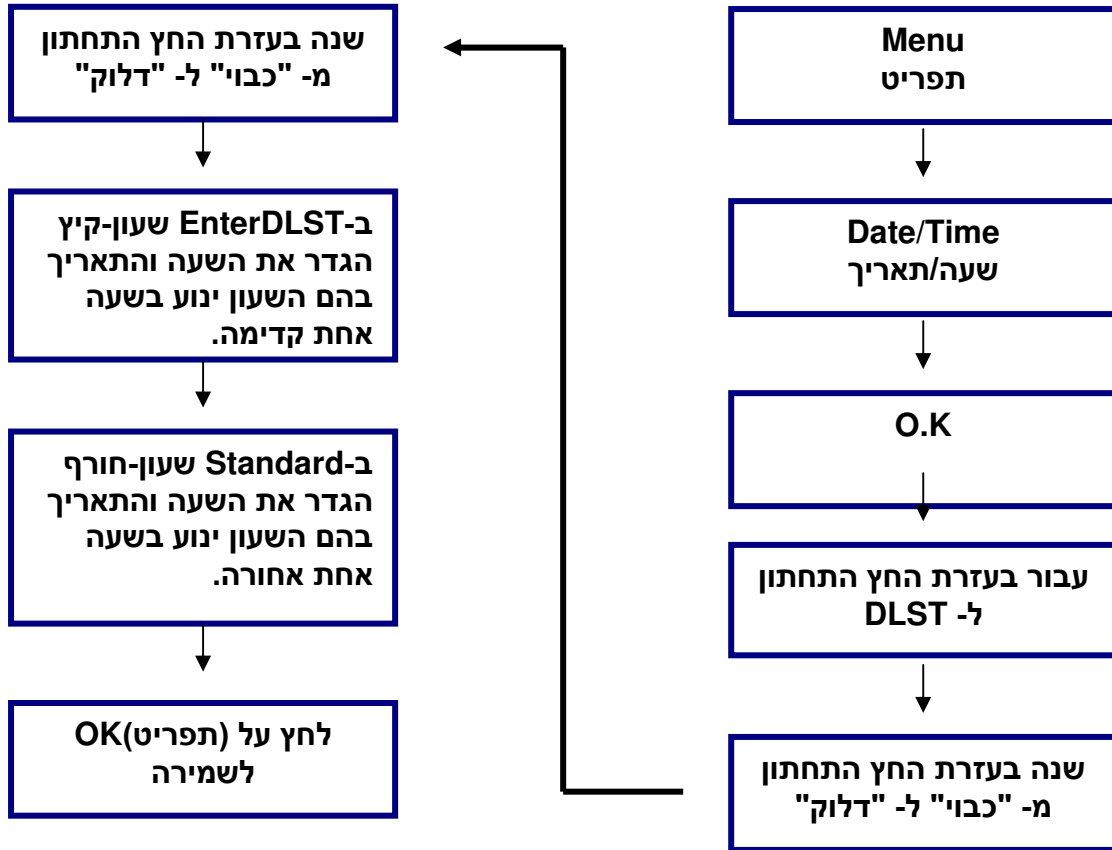 Menu
תפריט
Date/Time
שעה/תאריך
O.K
עבור בעזרת החץ התחתון
ל- DLST
שנה בעזרת החץ התחתון
מ- "כבוי" ל- "דלוק"
שנה בעזרת החץ התחתון
מ- "כבוי" ל- "דלוק"
ב-EnterDLST שעון-קיץ
הגדר את השעה והתאריך
בהם השעון ינוע בשעה
אחת קדימה.
ב-Standard שעון-חורף
הגדר את השעה והתאריך
בהם השעון ינוע בשעה
אחת אחורה.
לחץ על (תפריט)OK
לשמירה